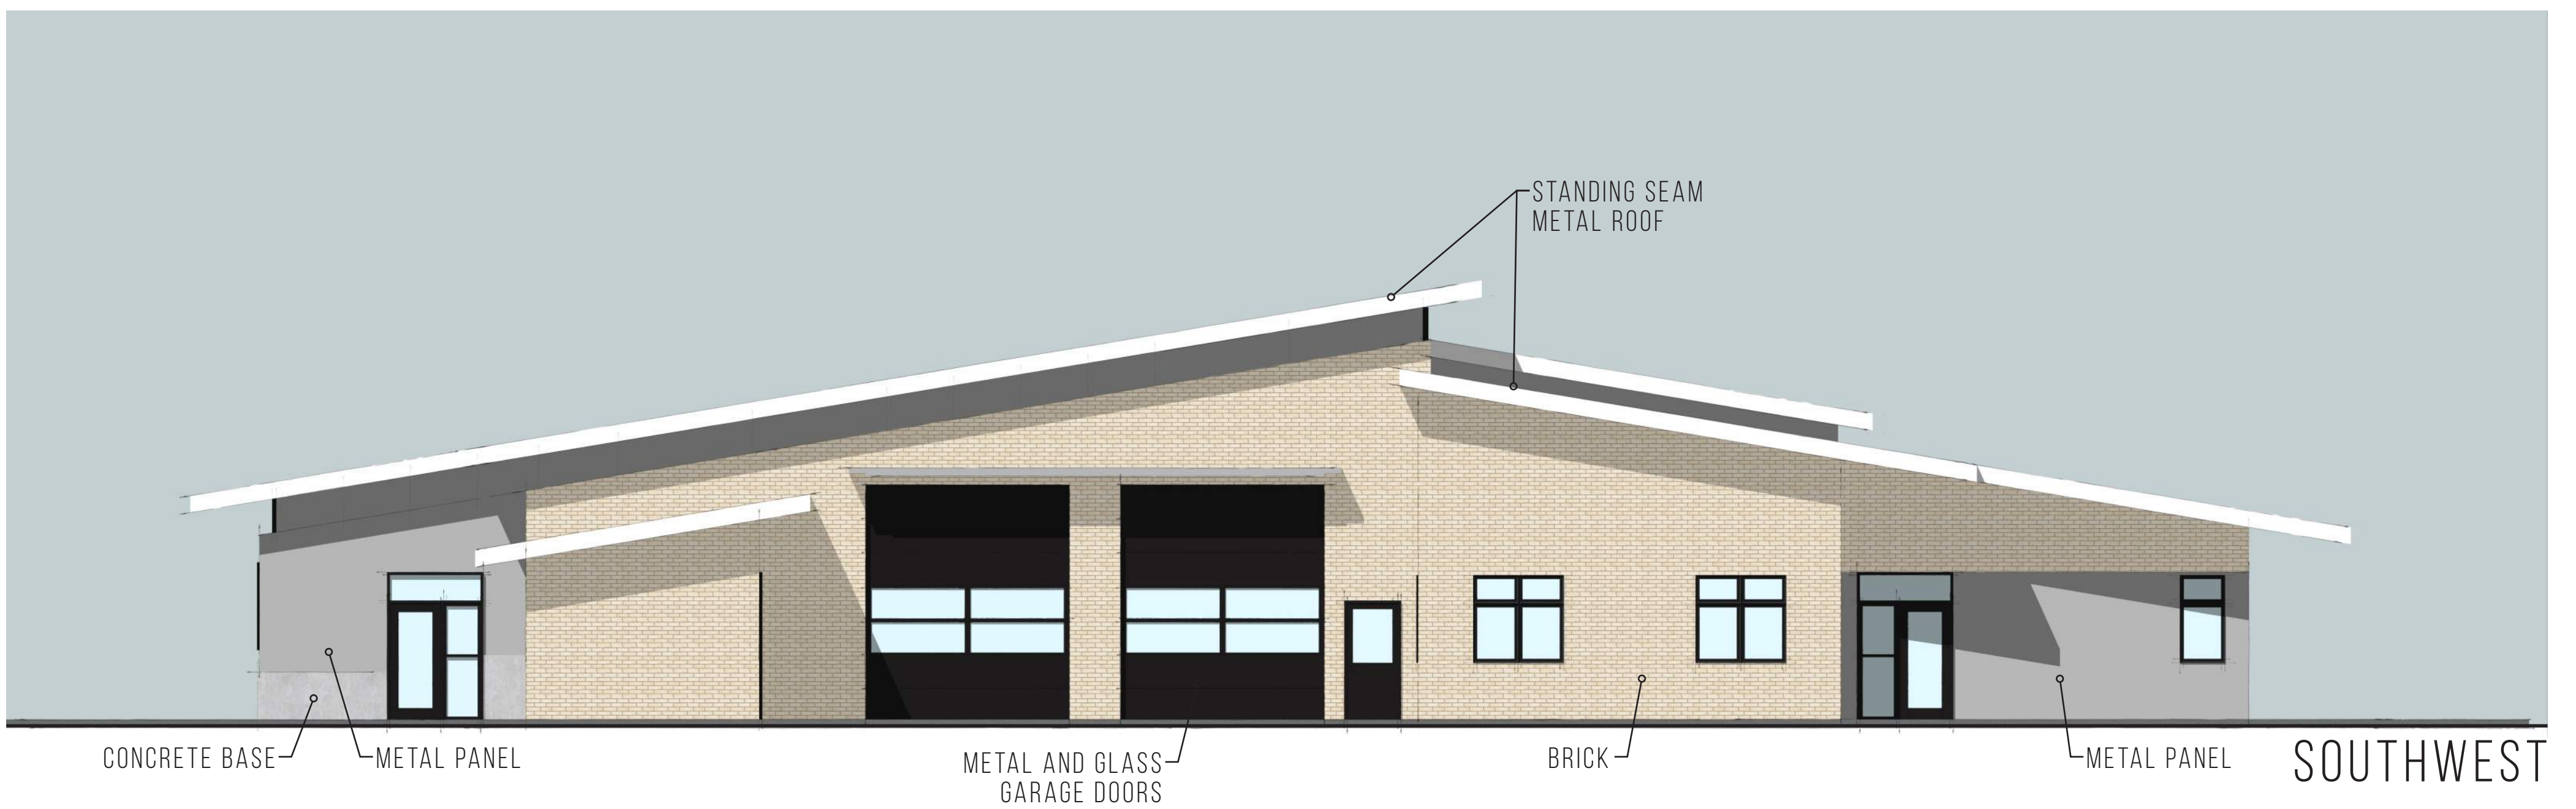 STANDING SEAM
METAL ROOF
CONCRETE BASE
METAL PANEL
METAL AND GLASS
GARAGE DOORS
BRICK
METAL PANEL
SOUTHWEST